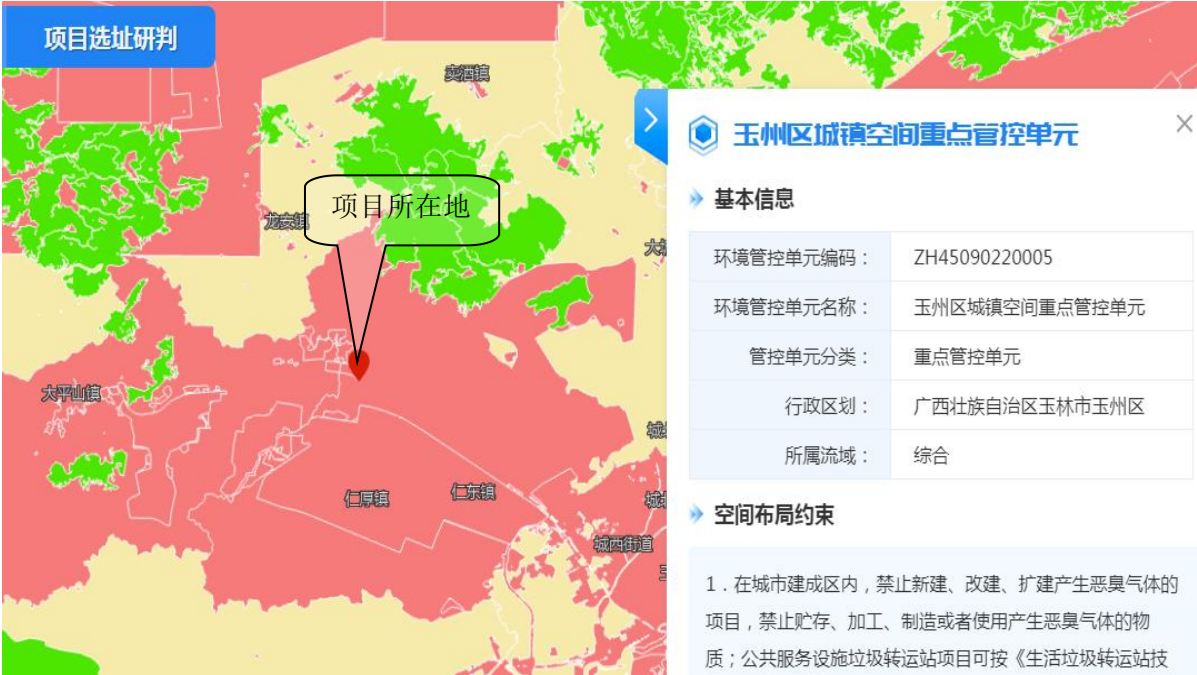 项目选址研判
龙安镇
项目所在地
大平山镇
仁厚镇
仁东镇
城西街道
玉州区城镇空间重点管控单元
基本信息
环境管控单元编码： ZH45090220005
环境管控单元名称： 玉州区城镇空间重点管控单元
管控单元分类： 重点管控单元
行政区划： 广西壮族自治区玉林市玉州区
所属流域： 综合
空间布局约束
1．在城市建成区内，禁止新建、改建、扩建产生恶臭气体的
项目，禁止贮存、加工、制造或者使用产生恶臭气体的物
质；公共服务设施垃圾转运站项目可按《生活垃圾转运站技